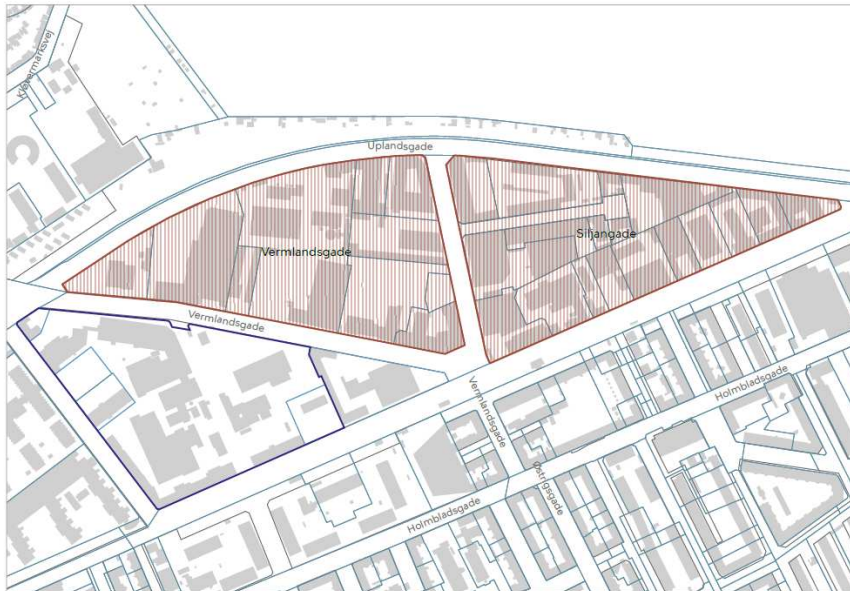 Kløvermarksvej
Uplandsgade
Siljangade
Vermlandsgade
Vermlandsgade
Vermlandsgade
Holmbladsgade
Holmbladsgade
Østrigsgade